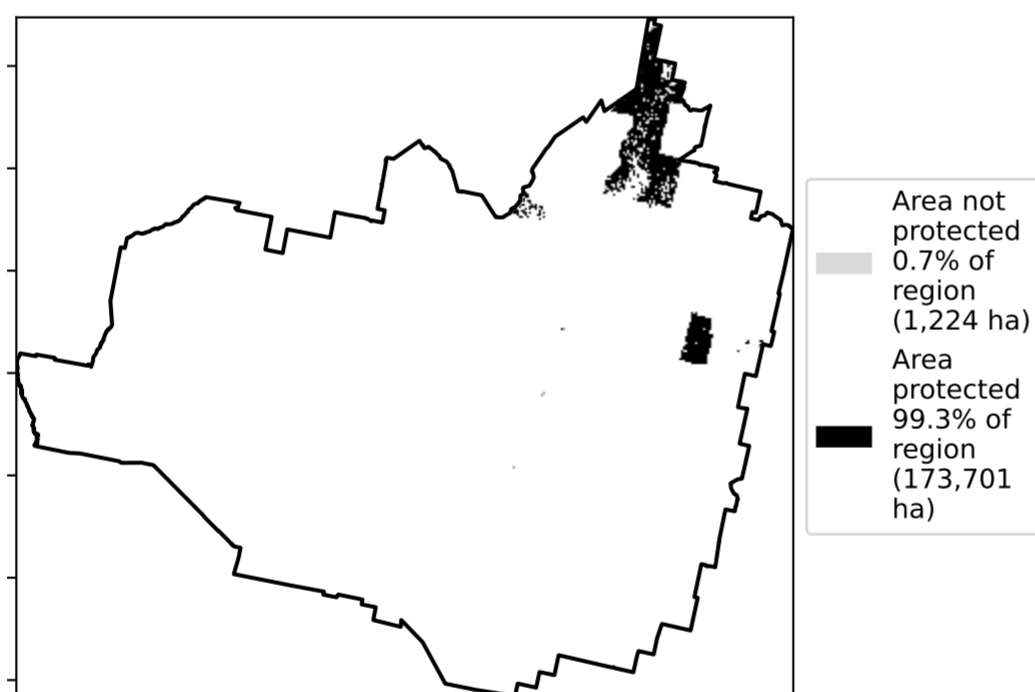 Area not
protected
0.7% of
region
(1,224 ha)
Area
protected
99.3% of
region
(173,701
ha)